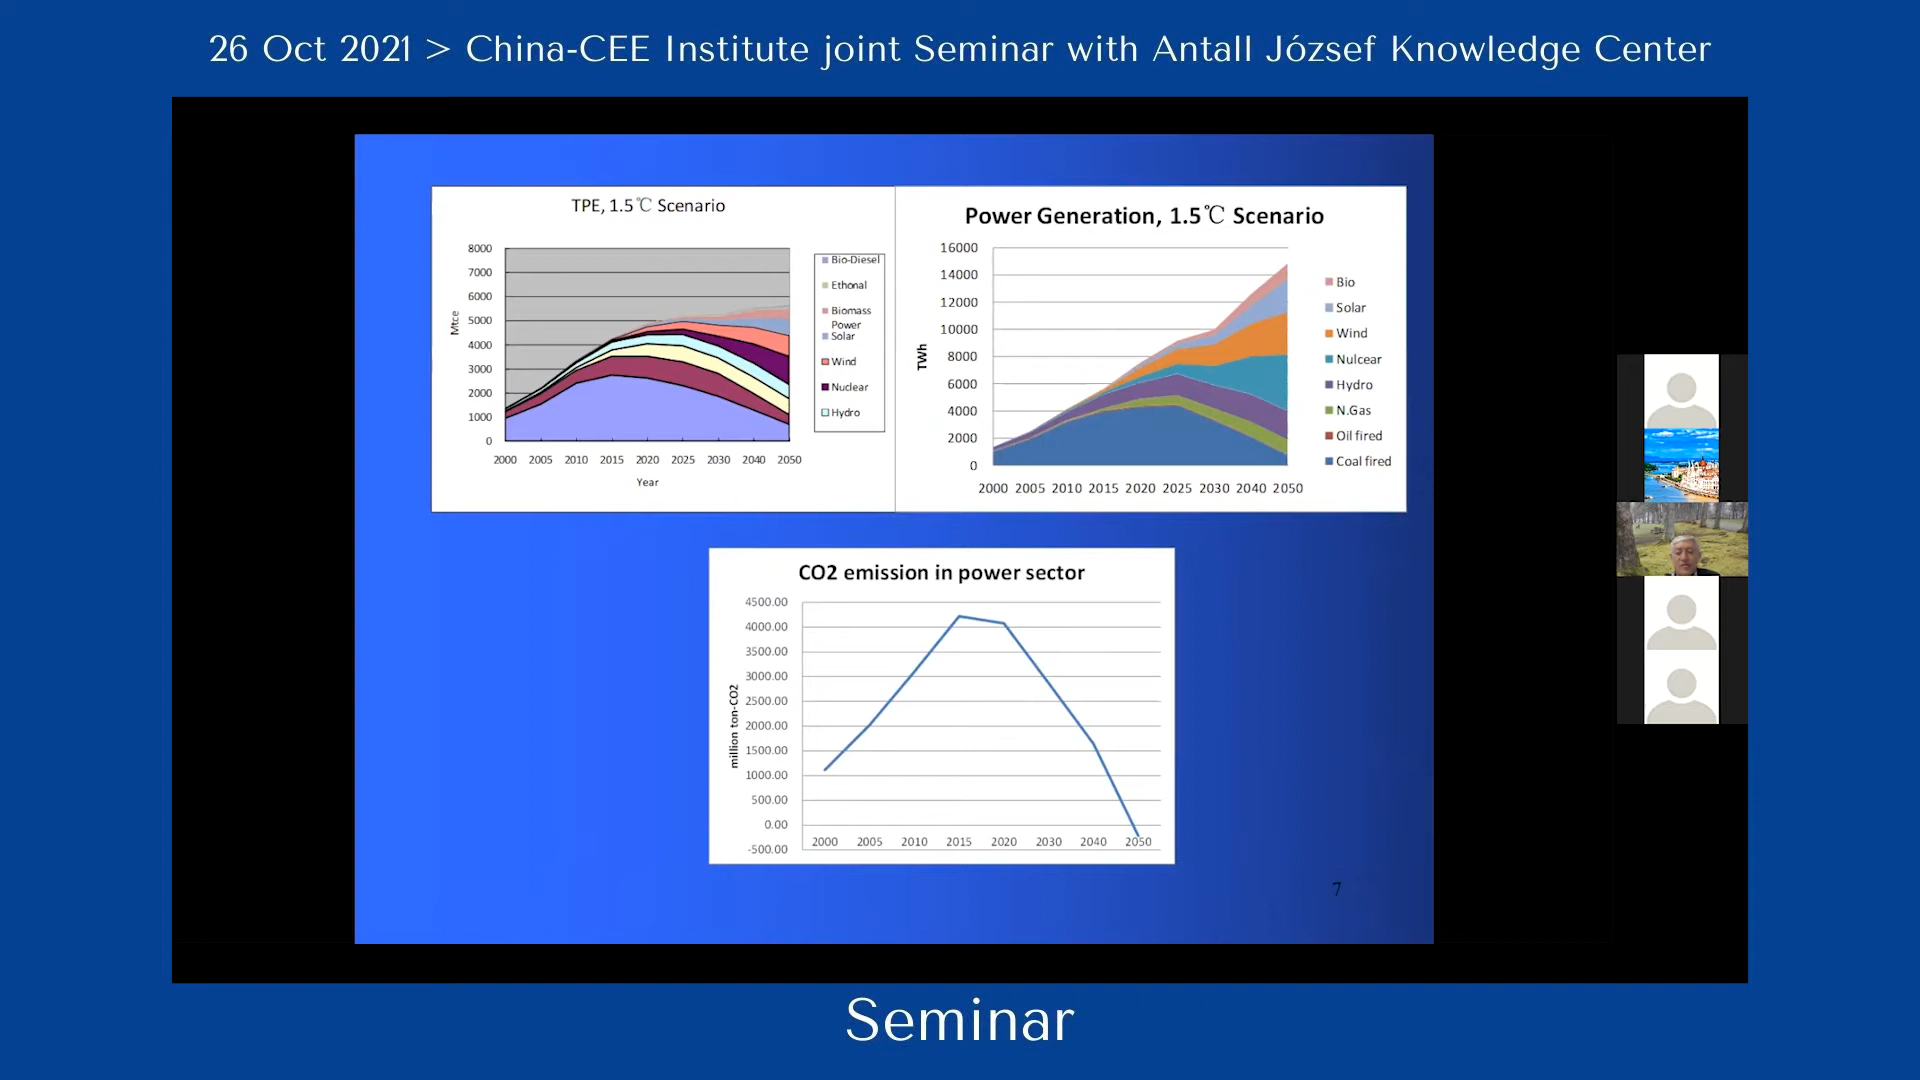 26 Oct 2021 > China-CEE Institute joint Seminar with Antall József Knowledge Center
TPE, 1.5℃ Scenario
8000
7000
6000
5000
4000
3000
2000
1000
0
Mtce
2000 2005 2010 2015 2020 2025 2030 2040 2050
Year
Bio-Diesel
Ethonal
Biomass
Power
Solar
Wind
Nuclear
Hydro
Power Generation, 1.5℃ Scenario
16000
14000
12000
10000
8000
6000
4000
2000
0
TWh
2000 2005 2010 2015 2020 2025 2030 2040 2050
Bio
Solar
Wind
Nulcear
Hydro
N.Gas
Oil fired
Coal fired
CO2 emission in power sector
4500.00
4000.00
3500.00
3000.00
2500.00
2000.00
1500.00
1000.00
500.00
0.00
-500.00
million ton-CO2
2000 2005 2010 2015 2020 2030 2040 2050
7
Seminar